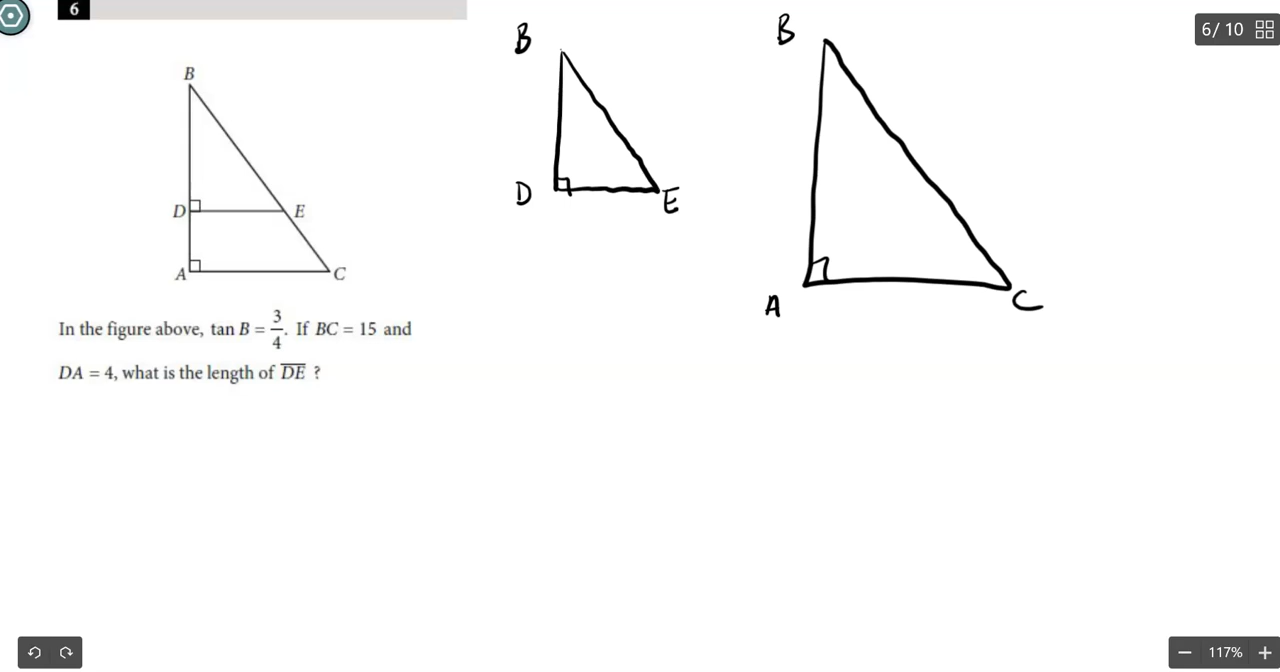 6
6/ 10
B
D
E
A
C
In the figure above, tan B = 3/4. If BC = 15 and
DA = 4, what is the length of DE ?
B
D
E
B
A
C
117%